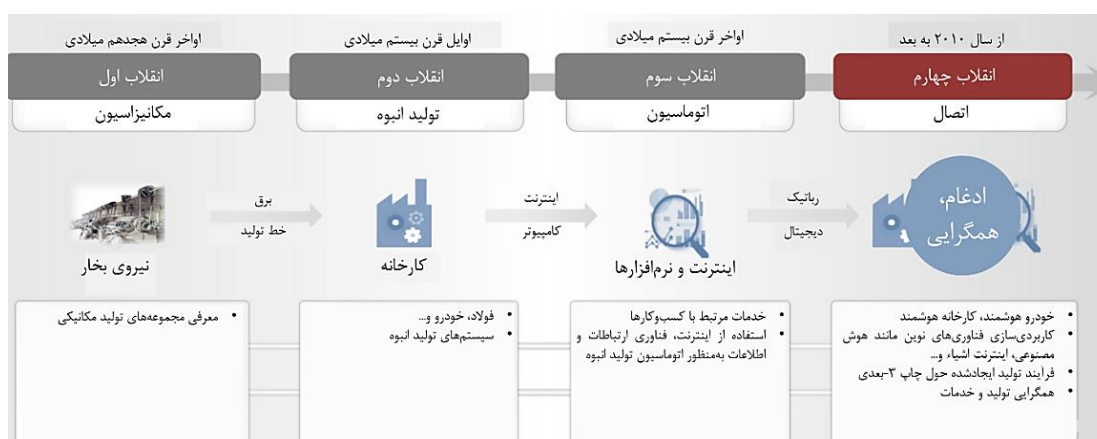 اواخر قرن هجدهم میلادی
انقلاب اول
مکانیزاسیون
نیروی بخار
معرفی مجموعه‌های تولید مکانیکی
برق
خط تولید
اوایل قرن بیستم میلادی
انقلاب دوم
تولید انبوه
کارخانه
فولاد، خودرو و...
سیستم‌های تولید انبوه
اینترنت
کامپیوتر
اواخر قرن بیستم میلادی
انقلاب سوم
اتوماسیون
اینترنت و نرم‌افزارها
خدمات مرتبط با کسب‌وکارها
استفاده از اینترنت، فناوری ارتباطات و
اطلاعات به‌منظور اتوماسیون تولید انبوه
رباتیک
دیجیتال
از سال ۲۰۱۰ به بعد
انقلاب چهارم
اتصال
ادغام،
همگرایی
خودرو هوشمند، کارخانه هوشمند
کاربردی‌سازی فناوری‌های نوین مانند هوش
مصنوعی، اینترنت اشیاء و...
فرآیند تولید ایجادشده حول چاپ ۳-بعدی
همگرایی تولید و خدمات